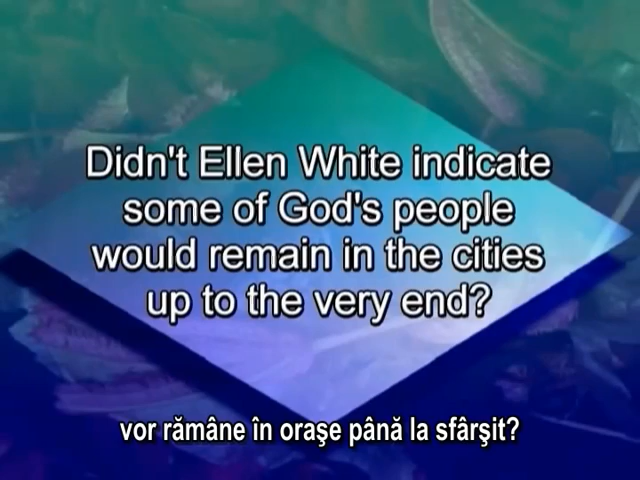 Didn't Ellen White indicate
some of God's people
would remain in the cities
up to the very end?
vor rămâne în oraşe până la sfârşit?